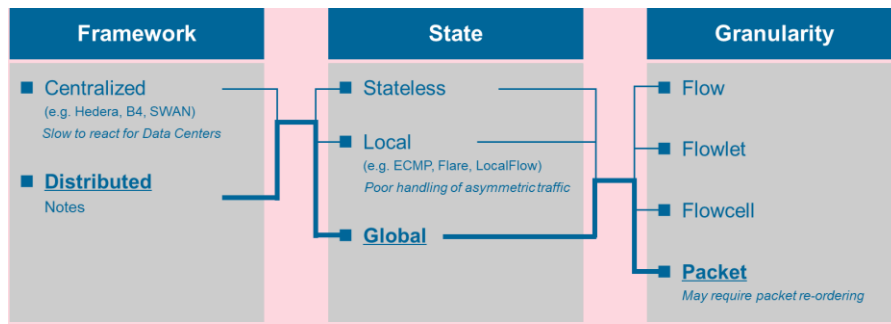 Framework
Centralized
(e.g. Hedera, B4, SWAN)
Slow to react for Data Centers
Distributed
Notes
State
Stateless
Local
(e.g. ECMP, Flare, LocalFlow)
Poor handling of asymmetric traffic
Global
Granularity
Flow
Flowlet
Flowcell
Packet
May require packet re-ordering